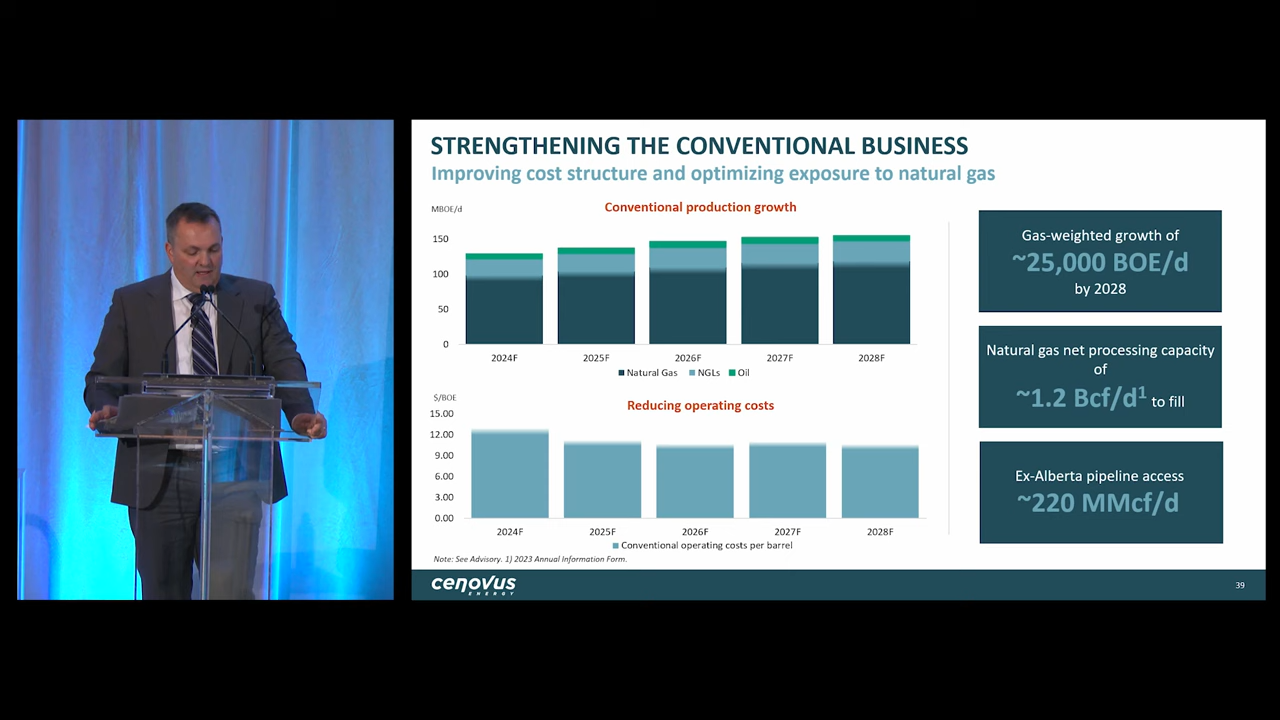 STRENGTHENING THE CONVENTIONAL BUSINESS
Improving cost structure and optimizing exposure to natural gas
MBOE/d
Conventional production growth
150
100
50
0
2024F 2025F 2026F 2027F 2028F
Natural Gas NGLs Oil
$/BOE
Reducing operating costs
15.00
12.00
9.00
6.00
3.00
0.00
2024F 2025F 2026F 2027F 2028F
Conventional operating costs per barrel
Note: See Advisory. 1) 2023 Annual Information Form.
Gas-weighted growth of
~25,000 BOE/d
by 2028
Natural gas net processing capacity
of
~1.2 Bcf/d¹ to fill
Ex-Alberta pipeline access
~220 MMcf/d
cenovus
ENERGY
39